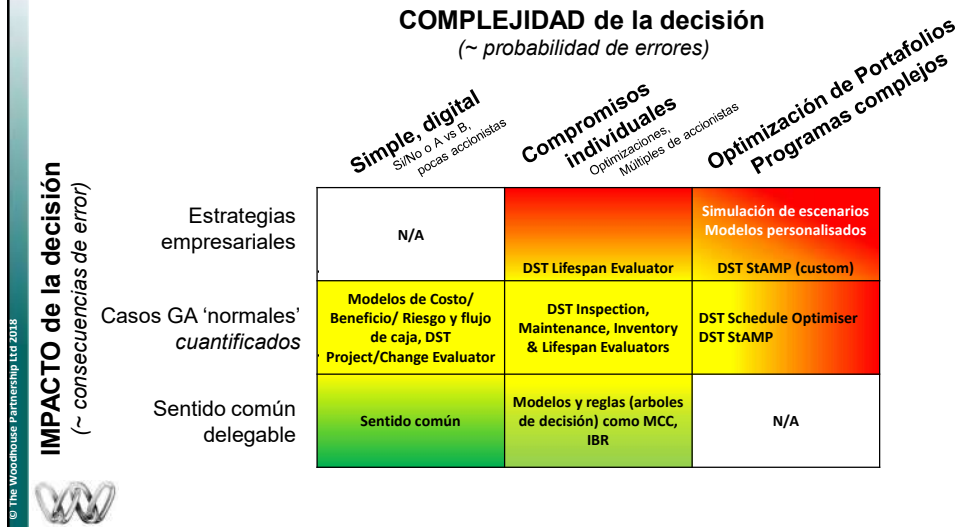 COMPLEJIDAD de la decisión
(~ probabilidad de errores)
Simple, digital
Si/No o A vs B,
pocas accionistas
Compromisos
individuales
Optimizaciones,
Múltiples de accionistas
Optimización de Portafolios
Programas complejos
IMPACTO de la decisión
(~ consecuencias de error)
Estrategias
empresariales
N/A
DST Lifespan Evaluator
Simulación de escenarios
Modelos personalisados
DST StAMP (custom)
Casos GA ‘normales’
cuantificados
Modelos de Costo/
Beneficio/ Riesgo y flujo
de caja, DST
Project/Change Evaluator
DST Inspection,
Maintenance, Inventory
& Lifespan Evaluators
DST Schedule Optimiser
DST StAMP
Sentido común
delegable
Sentido común
Modelos y reglas (arboles
de decisión) como MCC,
IBR
N/A
© The Woodhouse Partnership Ltd 2018